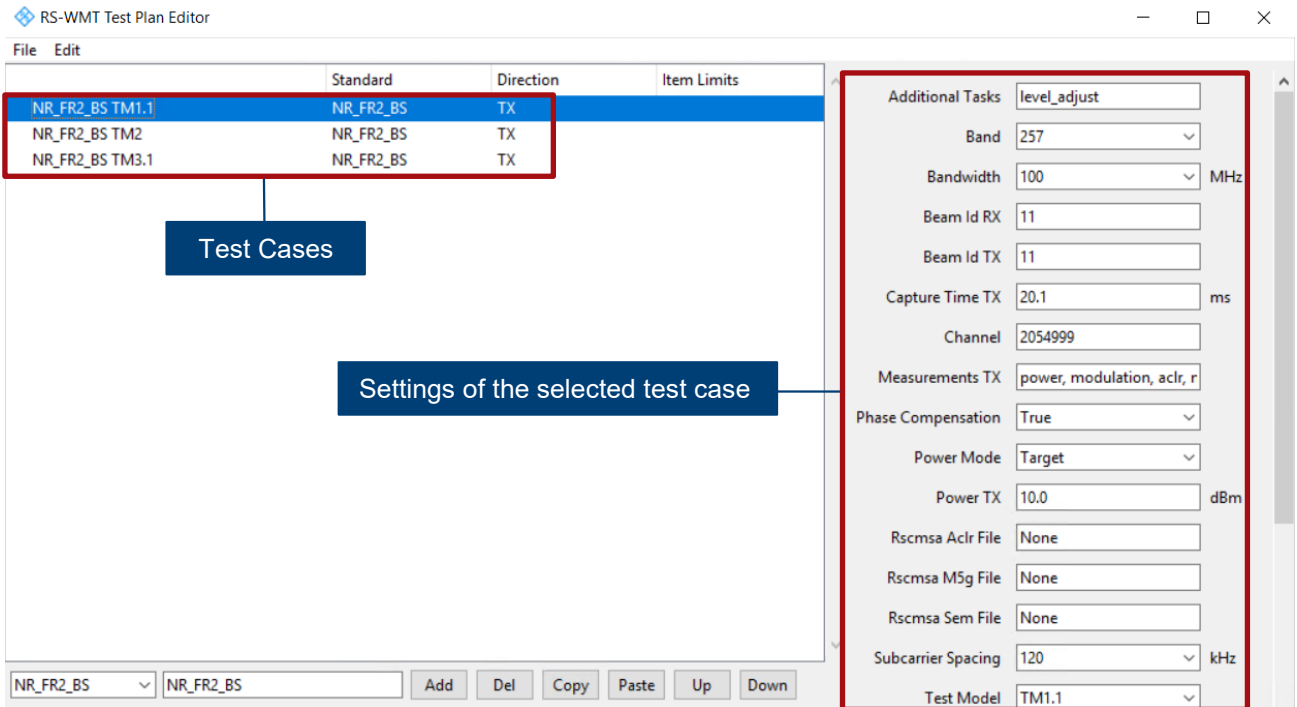 RS-WMT Test Plan Editor
File Edit
Standard Direction Item Limits
NR_FR2_BS TM1.1 NR_FR2_BS TX
NR_FR2_BS TM2 NR_FR2_BS TX
NR_FR2_BS TM3.1 NR_FR2_BS TX
Test Cases
Settings of the selected test case
Additional Tasks level_adjust
Band 257
Bandwidth 100 MHz
Beam Id RX 11
Beam Id TX 11
Capture Time TX 20.1 ms
Channel 2054999
Measurements TX power, modulation, aclr, r
Phase Compensation True
Power Mode Target
Power TX 10.0 dBm
Rscmsa Aclr File None
Rscmsa M5g File None
Rscmsa Sem File None
Subcarrier Spacing 120 kHz
Test Model TM1.1
NR_FR2_BS NR_FR2_BS Add Del Copy Paste Up Down